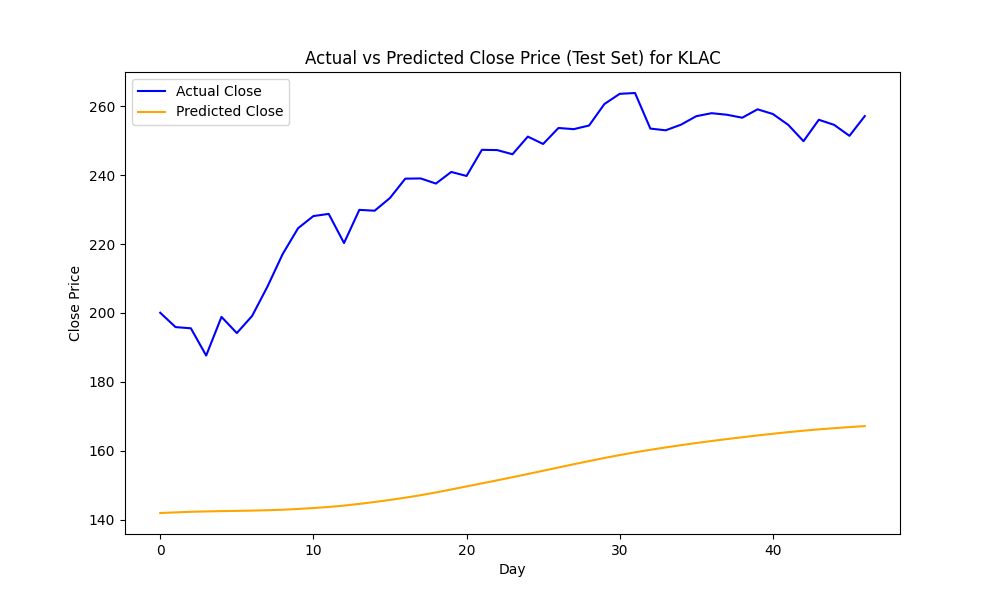 Actual vs Predicted Close Price (Test Set) for KLAC
Actual Close
Predicted Close
260
240
220
200
180
160
140
Close Price
0 10 20 30 40
Day